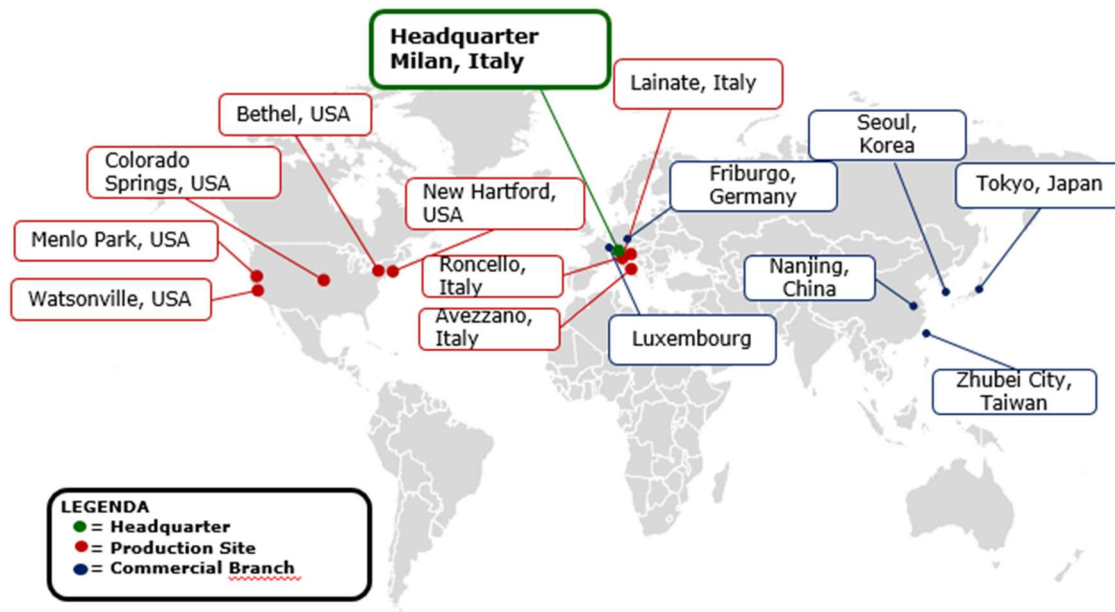 Headquarter
Milan, Italy
Lainate, Italy
Bethel, USA
Seoul,
Korea
Colorado
Springs, USA
Friburgo,
Germany
Tokyo, Japan
New Hartford,
USA
Menlo Park, USA
Roncello,
Italy
Nanjing,
China
Watsonville, USA
Avezzano,
Italy
Luxembourg
Zhubei City,
Taiwan
LEGENDA
= Headquarter
= Production Site
= Commercial Branch